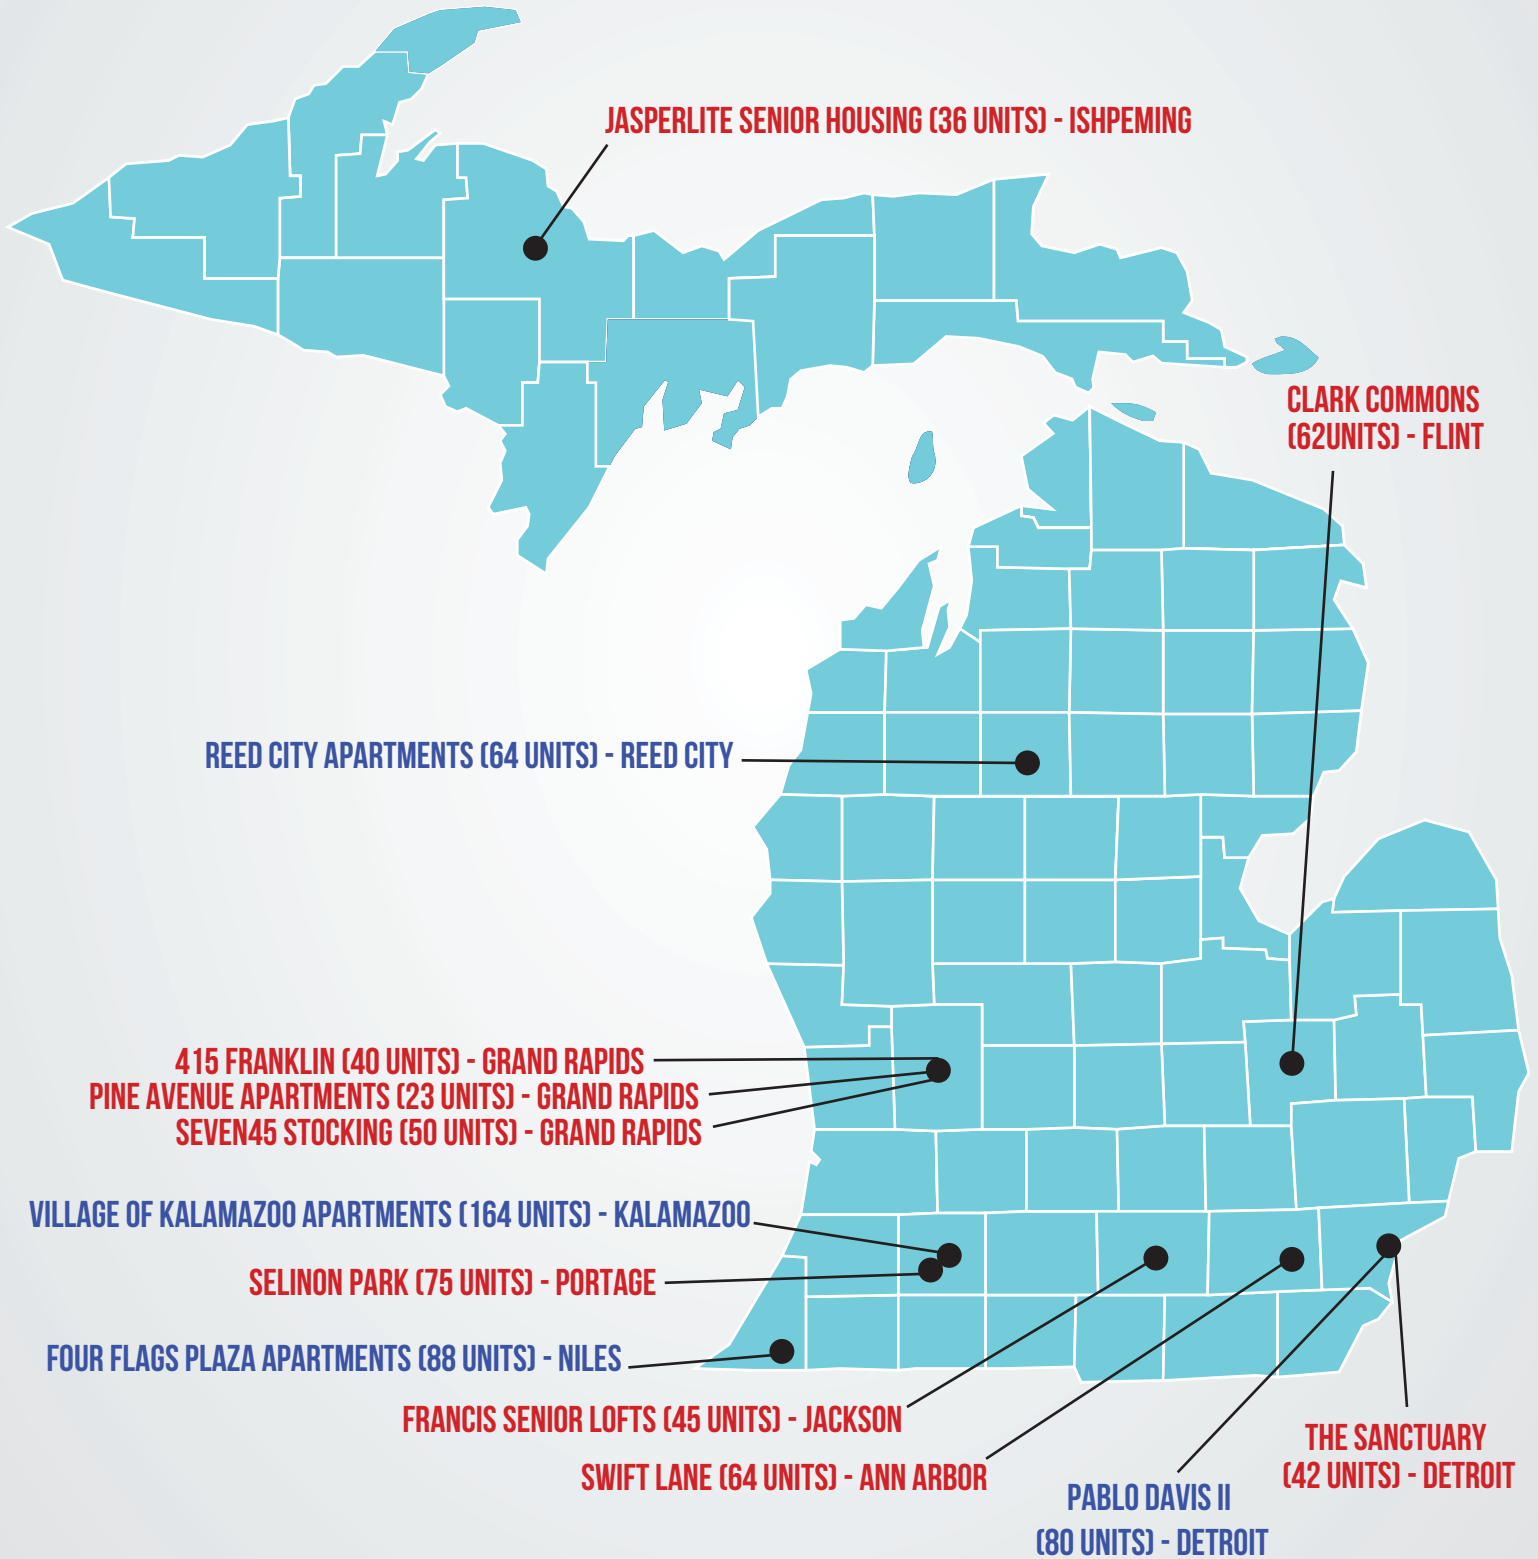 JASPERLITE SENIOR HOUSING (36 UNITS) - ISHPEMING
CLARK COMMONS
(62UNITS) - FLINT
REED CITY APARTMENTS (64 UNITS) - REED CITY
415 FRANKLIN (40 UNITS) - GRAND RAPIDS
PINE AVENUE APARTMENTS (23 UNITS) - GRAND RAPIDS
SEVEN45 STOCKING (50 UNITS) - GRAND RAPIDS
VILLAGE OF KALAMAZOO APARTMENTS (164 UNITS) - KALAMAZOO
SELINON PARK (75 UNITS) - PORTAGE
FOUR FLAGS PLAZA APARTMENTS (88 UNITS) - NILES
FRANCIS SENIOR LOFTS (45 UNITS) - JACKSON
SWIFT LANE (64 UNITS) - ANN ARBOR
THE SANCTUARY
(42 UNITS) - DETROIT
PABLO DAVIS II
(80 UNITS) - DETROIT